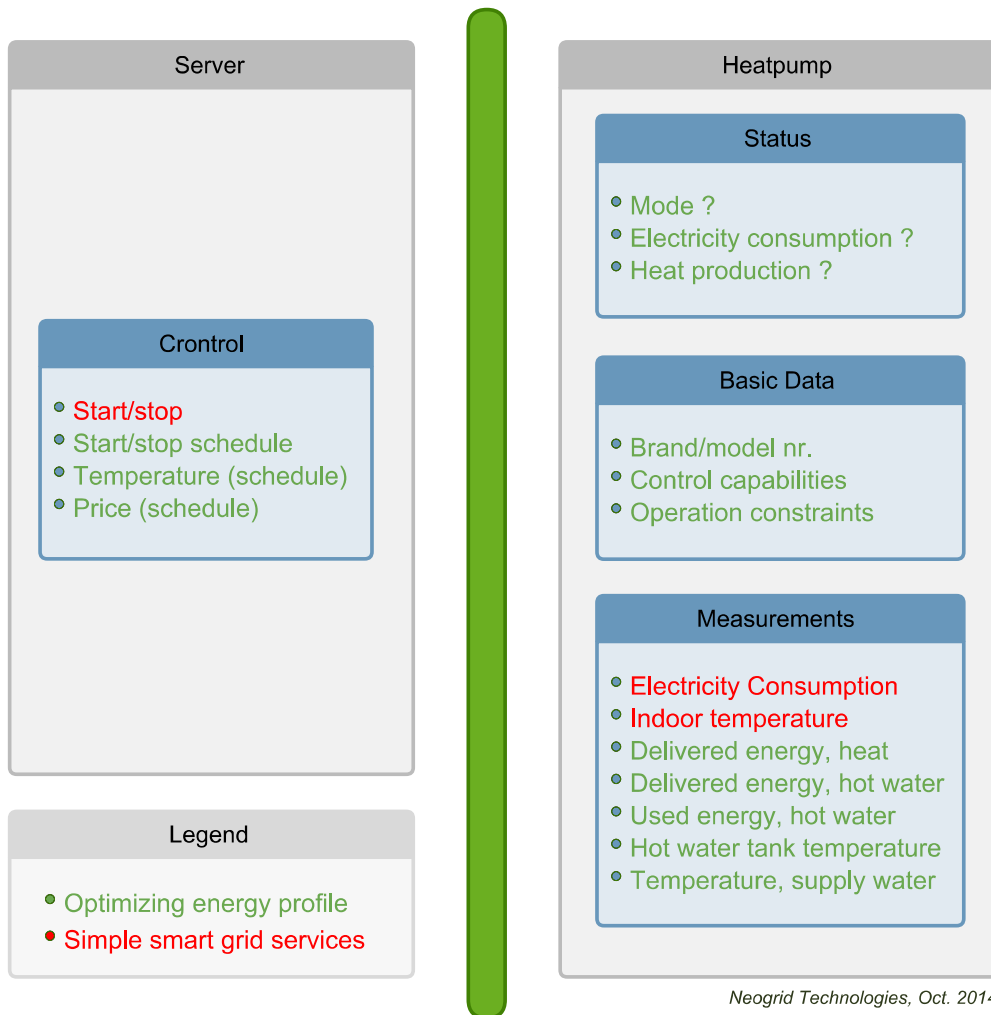 Server
Crontrol
Start/stop
Start/stop schedule
Temperature (schedule)
Price (schedule)
Legend
Optimizing energy profile
Simple smart grid services
Heatpump
Status
Mode ?
Electricity consumption ?
Heat production ?
Basic Data
Brand/model nr.
Control capabilities
Operation constraints
Measurements
Electricity Consumption
Indoor temperature
Delivered energy, heat
Delivered energy, hot water
Used energy, hot water
Hot water tank temperature
Temperature, supply water
Neogrid Technologies, Oct. 2014